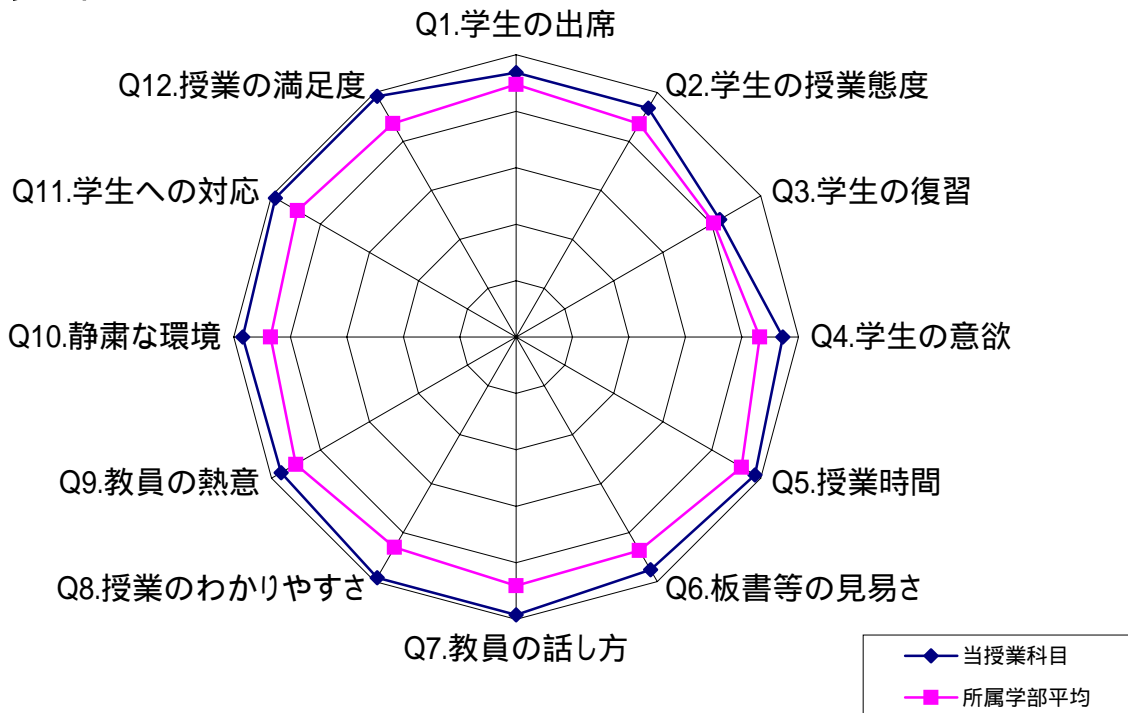 Q1.学生の出席
Q2.学生の授業態度
Q3.学生の復習
Q4.学生の意欲
Q5.授業時間
Q6.板書等の見易さ
Q7.教員の話し方
Q8.授業のわかりやすさ
Q9.教員の熱意
Q10.静粛な環境
Q11.学生への対応
Q12.授業の満足度
当授業科目
所属学部平均